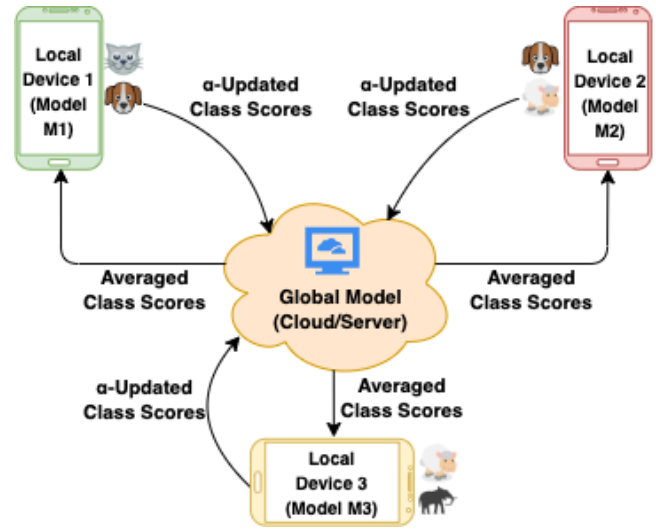 Local
Device 1
(Model
M1)
α-Updated
Class Scores
α-Updated
Class Scores
Local
Device 2
(Model
M2)
Averaged
Class Scores
Global Model
(Cloud/Server)
Averaged
Class Scores
α-Updated
Class Scores
Averaged
Class Scores
Local
Device 3
(Model M3)